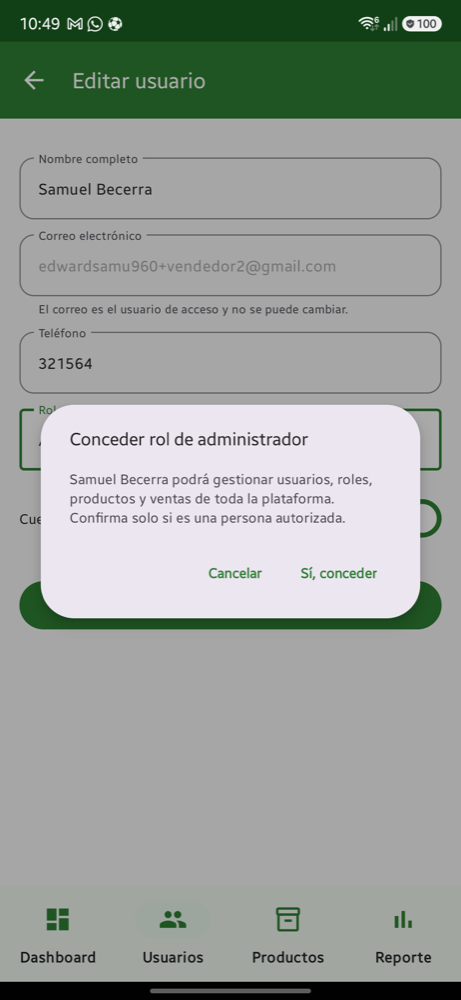 10:49
6
100
Editar usuario
Nombre completo
Samuel Becerra
Correo electrónico
edwardsamu960+vendedor2@gmail.com
El correo es el usuario de acceso y no se puede cambiar.
Teléfono
321564
Rol
Conceder rol de administrador
Samuel Becerra podrá gestionar usuarios, roles,
productos y ventas de toda la plataforma.
Confirma solo si es una persona autorizada.
Cue
Cancelar Sí, conceder
Dashboard Usuarios Productos Reporte